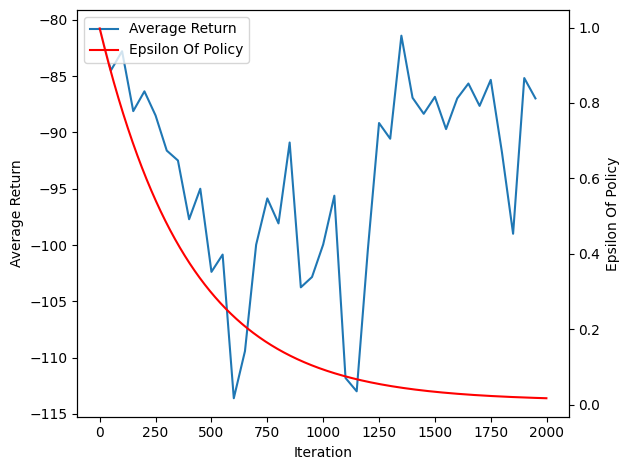 Average Return
Epsilon Of Policy
Average Return
−80
−85
−90
−95
−100
−105
−110
−115
1.0
0.8
0.6
0.4
0.2
0.0
Epsilon Of Policy
0 250 500 750 1000 1250 1500 1750 2000
Iteration